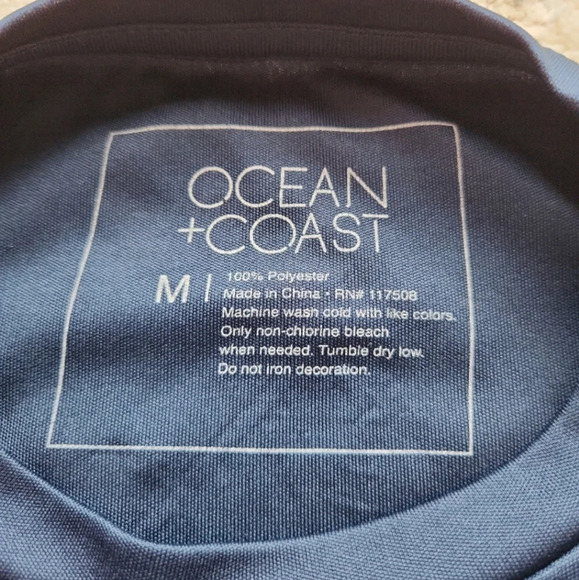 OCEAN
+COAST
M | 100% Polyester
Made in China • RN# 117508
Machine wash cold with like colors.
Only non-chlorine bleach
when needed. Tumble dry low.
Do not iron decoration.